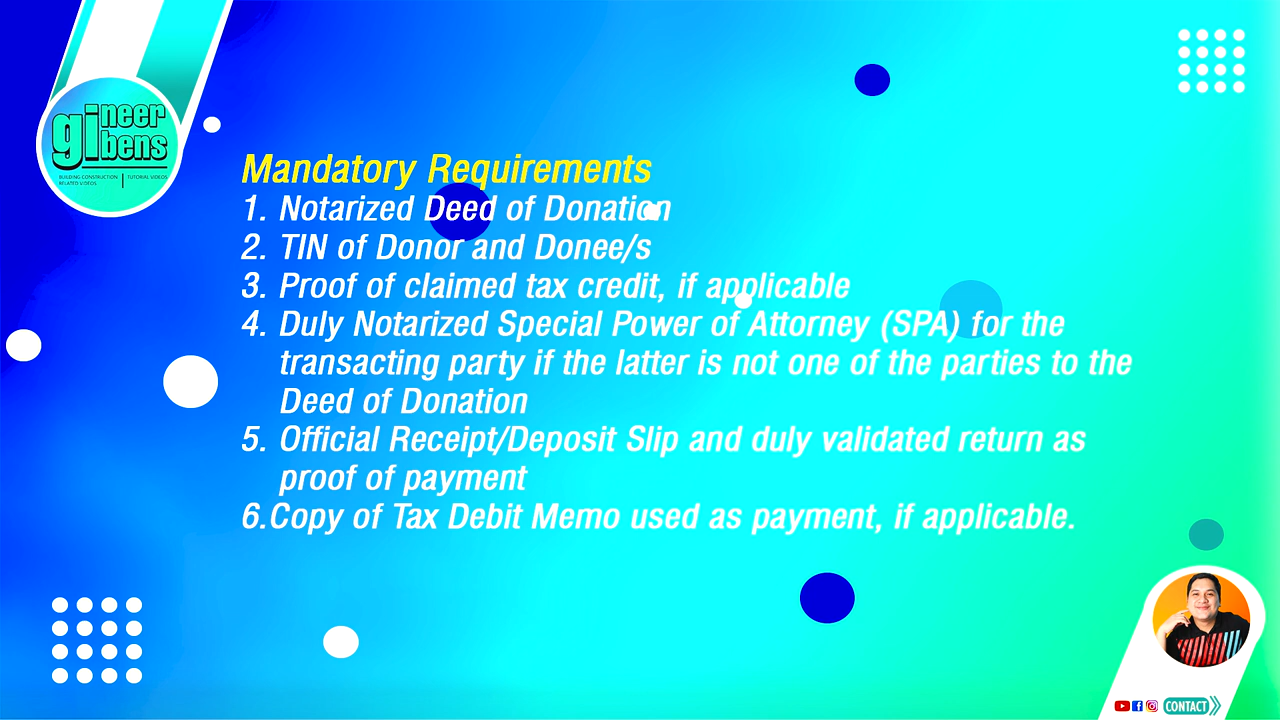 gineer
bens
BUILDING CONSTRUCTION
RELATED VIDEOS
TUTORIAL VIDEOS
Mandatory Requirements
1. Notarized Deed of Donation
2. TIN of Donor and Donee/s
3. Proof of claimed tax credit, if applicable
4. Duly Notarized Special Power of Attorney (SPA) for the
transacting party if the latter is not one of the parties to the
Deed of Donation
5. Official Receipt/Deposit Slip and duly validated return as
proof of payment
6.Copy of Tax Debit Memo used as payment, if applicable.
CONTACT